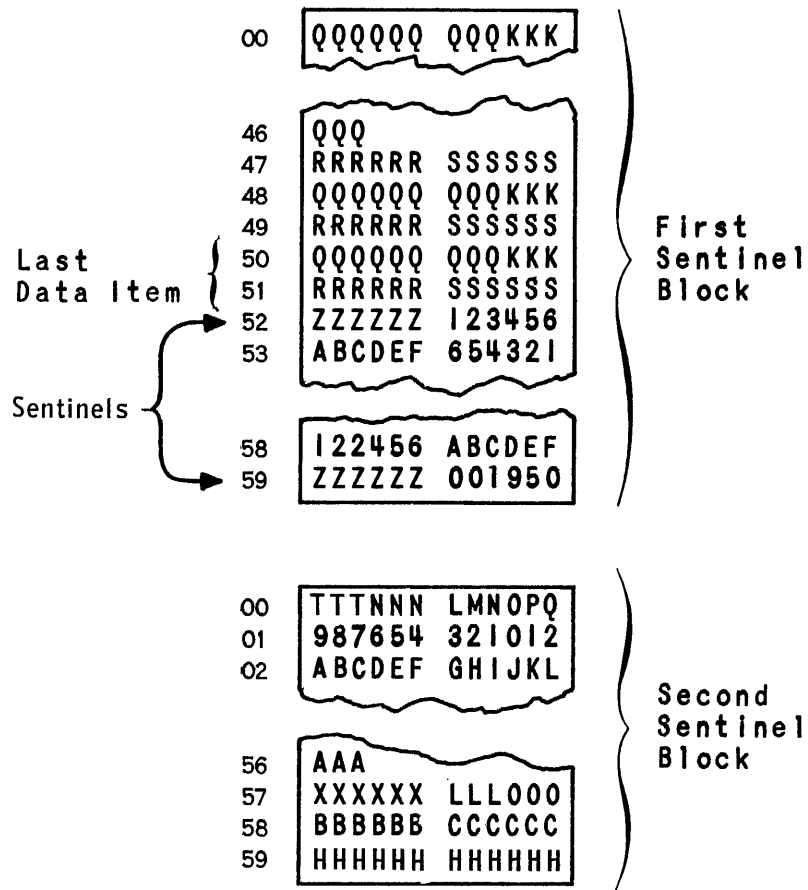 00 QQQQQQ QQQKKK
46 QQQ
47 RRRRRR SSSSSS
48 QQQQQQ QQQKKK
49 RRRRRR SSSSSS
50 QQQQQQ QQQKKK
51 RRRRRR SSSSSS
52 ZZZZZZ 123456
53 ABCDEF 654321
58 122456 ABCDEF
59 ZZZZZZ 001950
Last
Data Item
Sentinels
First
Sentinel
Block
00 TTTNNN LMNOPQ
01 987654 321012
02 ABCDEF GHIJKL
56 AAA
57 XXXXXX LLLOOO
58 BBBBBB CCCCCC
59 HHHHHH HHHHHH
Second
Sentinel
Block